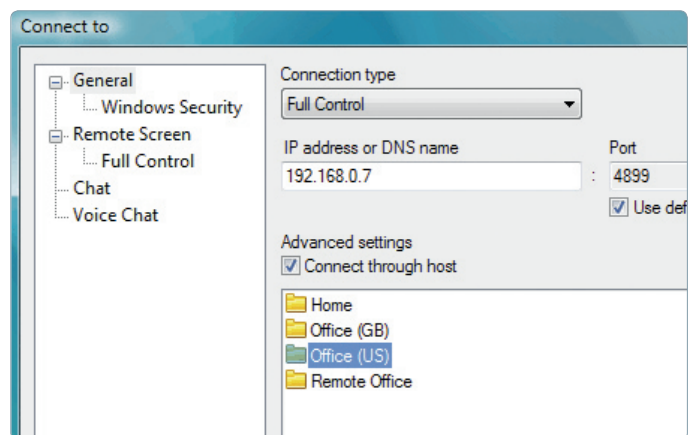 Connect to
General
Windows Security
Remote Screen
Full Control
Chat
Voice Chat
Connection type
Full Control
IP address or DNS name
Port
192.168.0.7 : 4899
Use def
Advanced settings
Connect through host
Home
Office (GB)
Office (US)
Remote Office